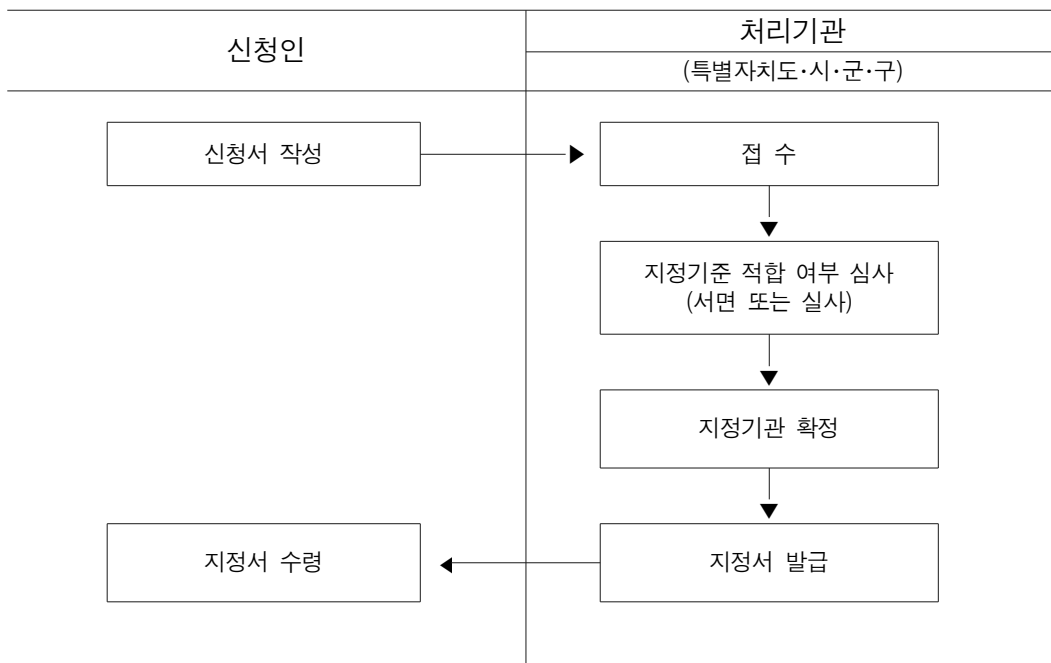 신청인
처리기관
(특별자치도·시·군·구)
신청서 작성
접 수
지정기준 적합 여부 심사
(서면 또는 실사)
지정기관 확정
지정서 수령
지정서 발급